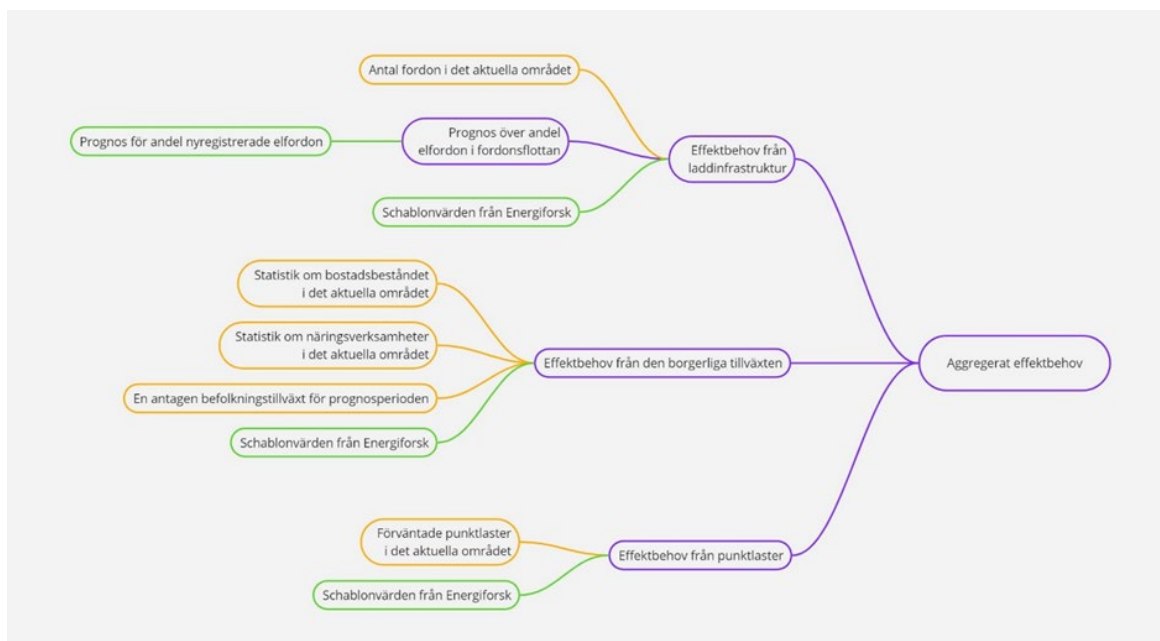 Antal fordon i det aktuella området
Prognos för andel nyregistrerade elfordon
Prognos över andel
elfordon i fordonsflottan
Effektbehov från
laddinfrastruktur
Schablonvärden från Energiforsk
Statistik om bostadsbeståndet
i det aktuella området
Statistik om näringsverksamheter
i det aktuella området
Effektbehov från den borgerliga tillväxten
Aggregerat effektbehov
En antagen befolkningstillväxt för prognosperioden
Schablonvärden från Energiforsk
Förväntade punktlaster
i det aktuella området
Effektbehov från punktlaster
Schablonvärden från Energiforsk